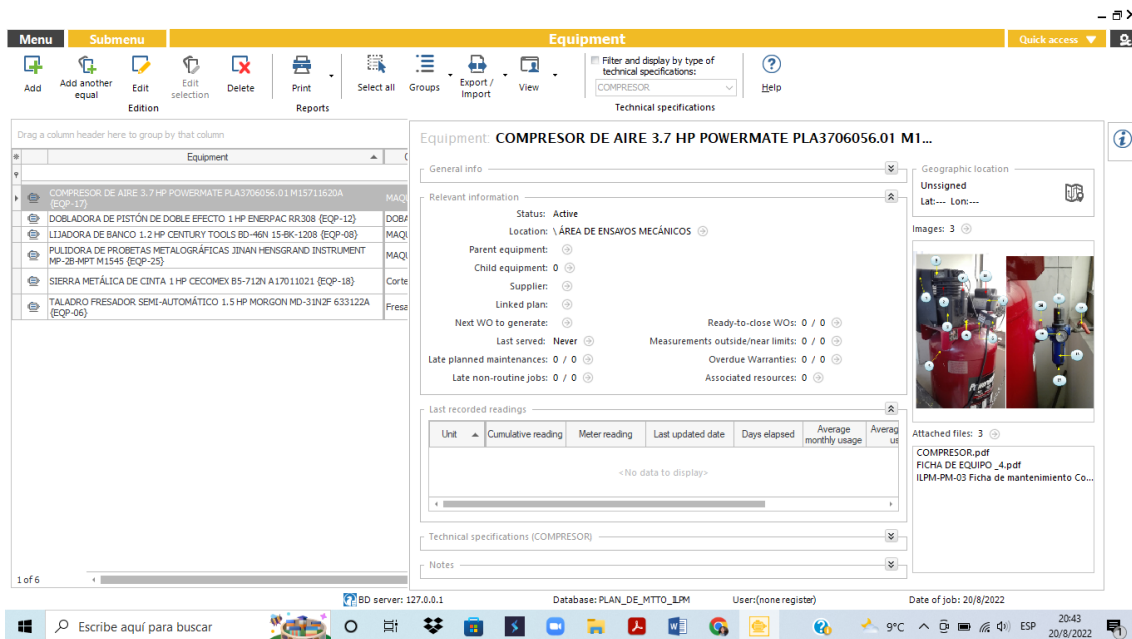 Menu Submenu Equipment Quick access
Add
Add another equal
Edit
Edit selection
Delete
Edition
Print
Reports
Select all
Groups
Export / Import
View
Filter and display by type of technical specifications:
COMPRESOR
Technical specifications
Help
Drag a column header here to group by that column
Equipment
COMPRESOR DE AIRE 3.7 HP POWERMATE PLA3706056.01 M15711620A {EQP-17} MAQU
DOBLADORA DE PISTÓN DE DOBLE EFECTO 1 HP ENERPAC RR308 {EQP-12} DOBA
LIJADORA DE BANCO 1.2 HP CENTURY TOOLS BD-46N 15-BK-1208 {EQP-08} MAQU
PULIDORA DE PROBETAS METALOGRÁFICAS JINAN HENSGRAND INSTRUMENT MP-2B-MPT M1545 {EQP-25} MAQU
SIERRA METÁLICA DE CINTA 1 HP CECOMEX B5-712N A17011021 {EQP-18} Corte
TALADRO FRESADOR SEMI-AUTOMÁTICO 1.5 HP MORGON MD-31N2F 633122A {EQP-06} Fresa
1 of 6
Equipment: COMPRESOR DE AIRE 3.7 HP POWERMATE PLA3706056.01 M1...
General info
Relevant information
Status: Active
Location: \ ÁREA DE ENSAYOS MECÁNICOS
Parent equipment:
Child equipment: 0
Supplier:
Linked plan:
Next WO to generate:
Ready-to-close WOs: 0 / 0
Last served: Never
Measurements outside/near limits: 0 / 0
Late planned maintenances: 0 / 0
Overdue Warranties: 0 / 0
Late non-routine jobs: 0 / 0
Associated resources: 0
Last recorded readings
Unit Cumulative reading Meter reading Last updated date Days elapsed Average monthly usage Averag us
<No data to display>
Technical specifications (COMPRESOR)
Notes
Geographic location
Unssigned
Lat:--- Lon:---
Images: 3
Attached files: 3
COMPRESOR.pdf
FICHA DE EQUIPO _4.pdf
ILPM-PM-03 Ficha de mantenimiento Co...
BD server: 127.0.0.1 Database: PLAN_DE_MTTO_ILPM User:(none register) Date of job: 20/8/2022
Escribe aquí para buscar
9°C ESP 20:43
20/8/2022
1